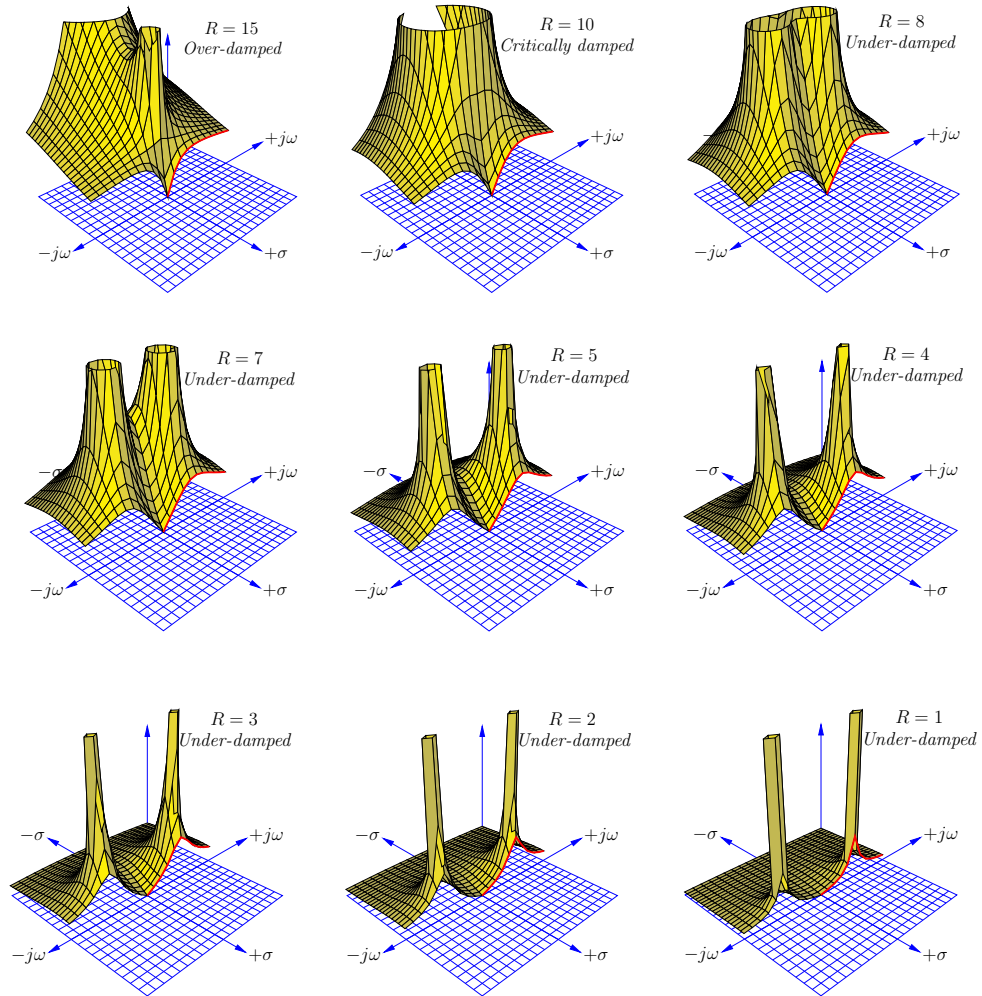 R = 15
Over-damped
+jω
−jω
+σ
R = 10
Critically damped
+jω
−jω
+σ
R = 8
Under-damped
+jω
−jω
+σ
R = 7
Under-damped
−σ
+jω
−jω
+σ
R = 5
Under-damped
−σ
+jω
−jω
+σ
R = 4
Under-damped
−σ
+jω
−jω
+σ
R = 3
Under-damped
−σ
+jω
−jω
+σ
R = 2
Under-damped
−σ
+jω
−jω
+σ
R = 1
Under-damped
−σ
+jω
−jω
+σ